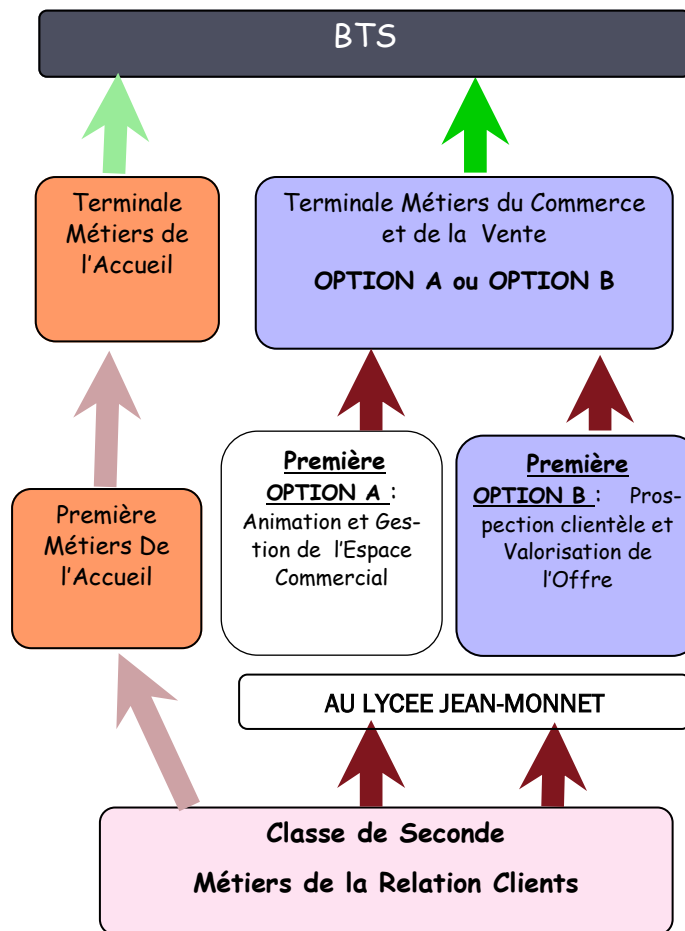 BTS
Terminale
Métiers de
l'Accueil
Terminale Métiers du Commerce
et de la Vente
OPTION A ou OPTION B
Première
OPTION A :
Animation et Ges-
tion de l'Espace
Commercial
Première
OPTION B : Pros-
pection clientèle et
Valorisation de
l'Offre
Première
Métiers De
l'Accueil
AU LYCEE JEAN-MONNET
Classe de Seconde
Métiers de la Relation Clients